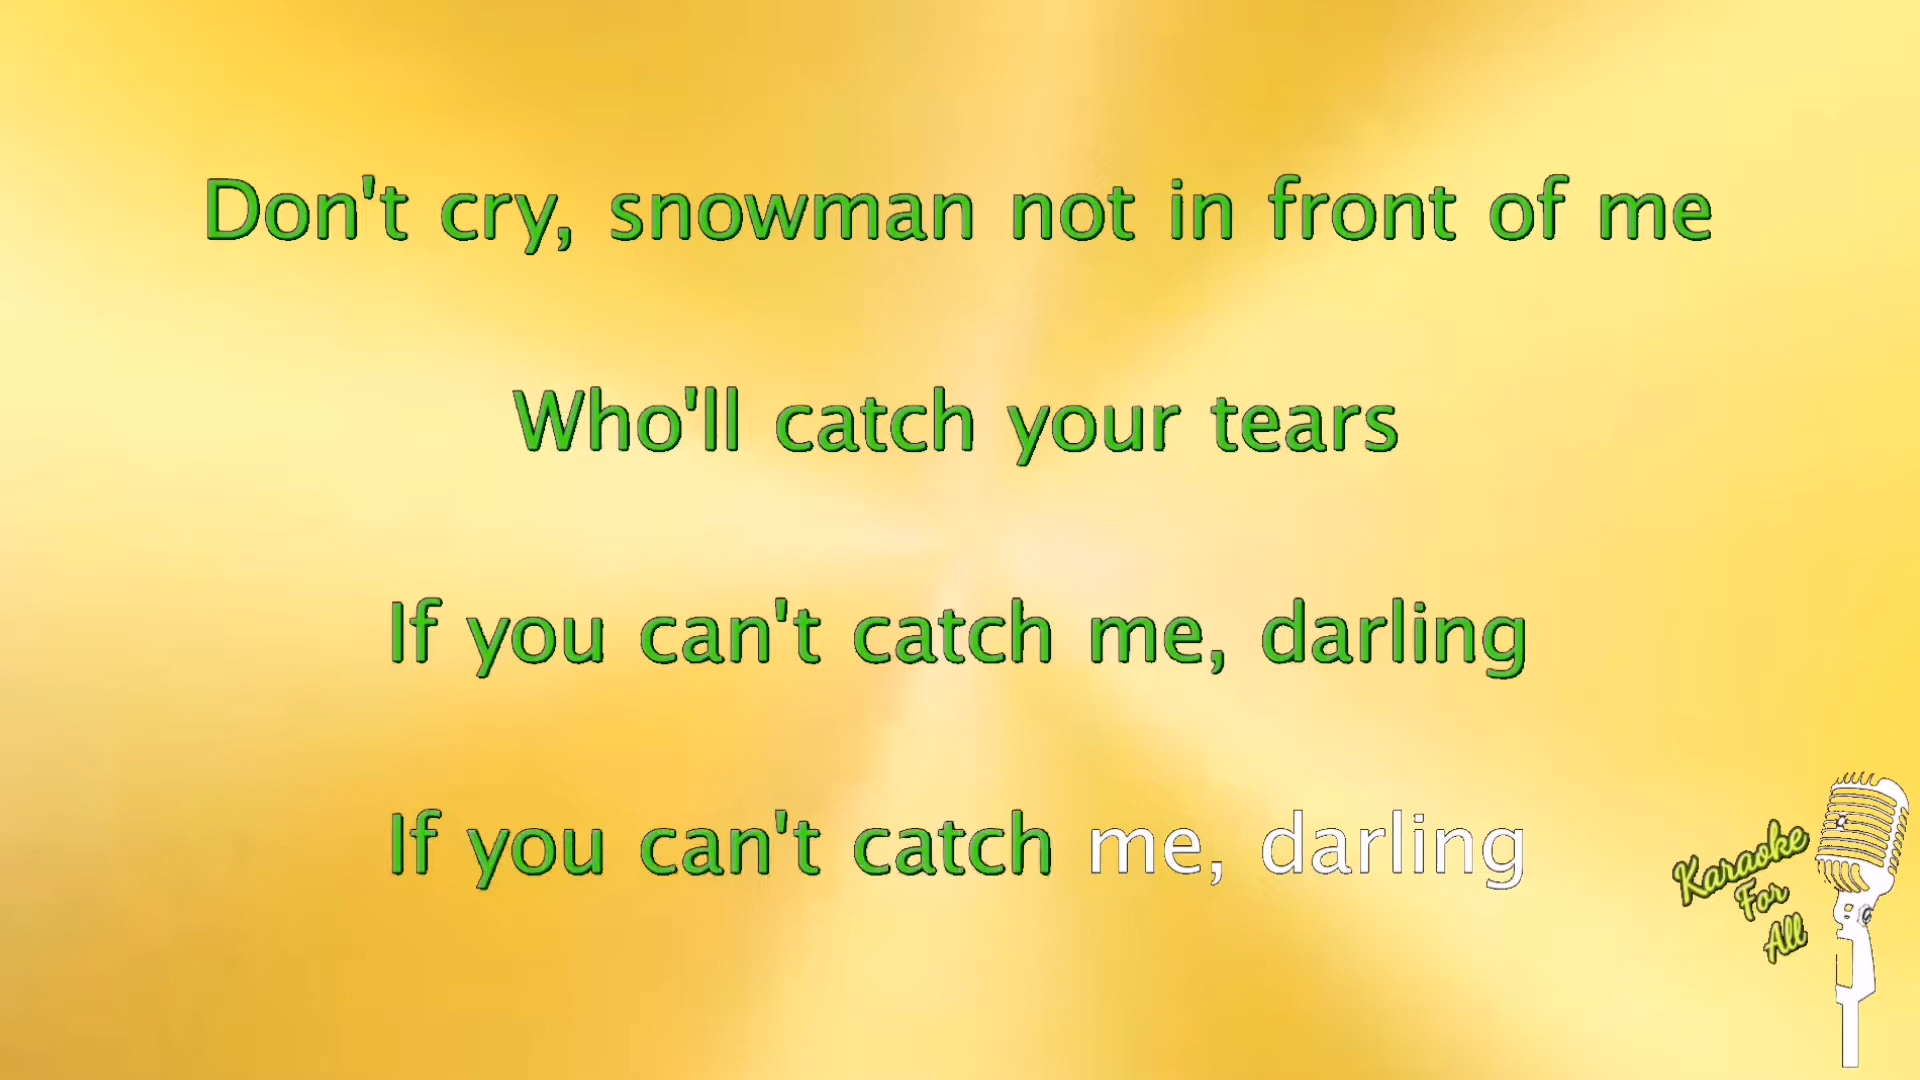 Don't cry, snowman not in front of me
Who'll catch your tears
If you can't catch me, darling
If you can't catch me, darling
Karaoke
For
All